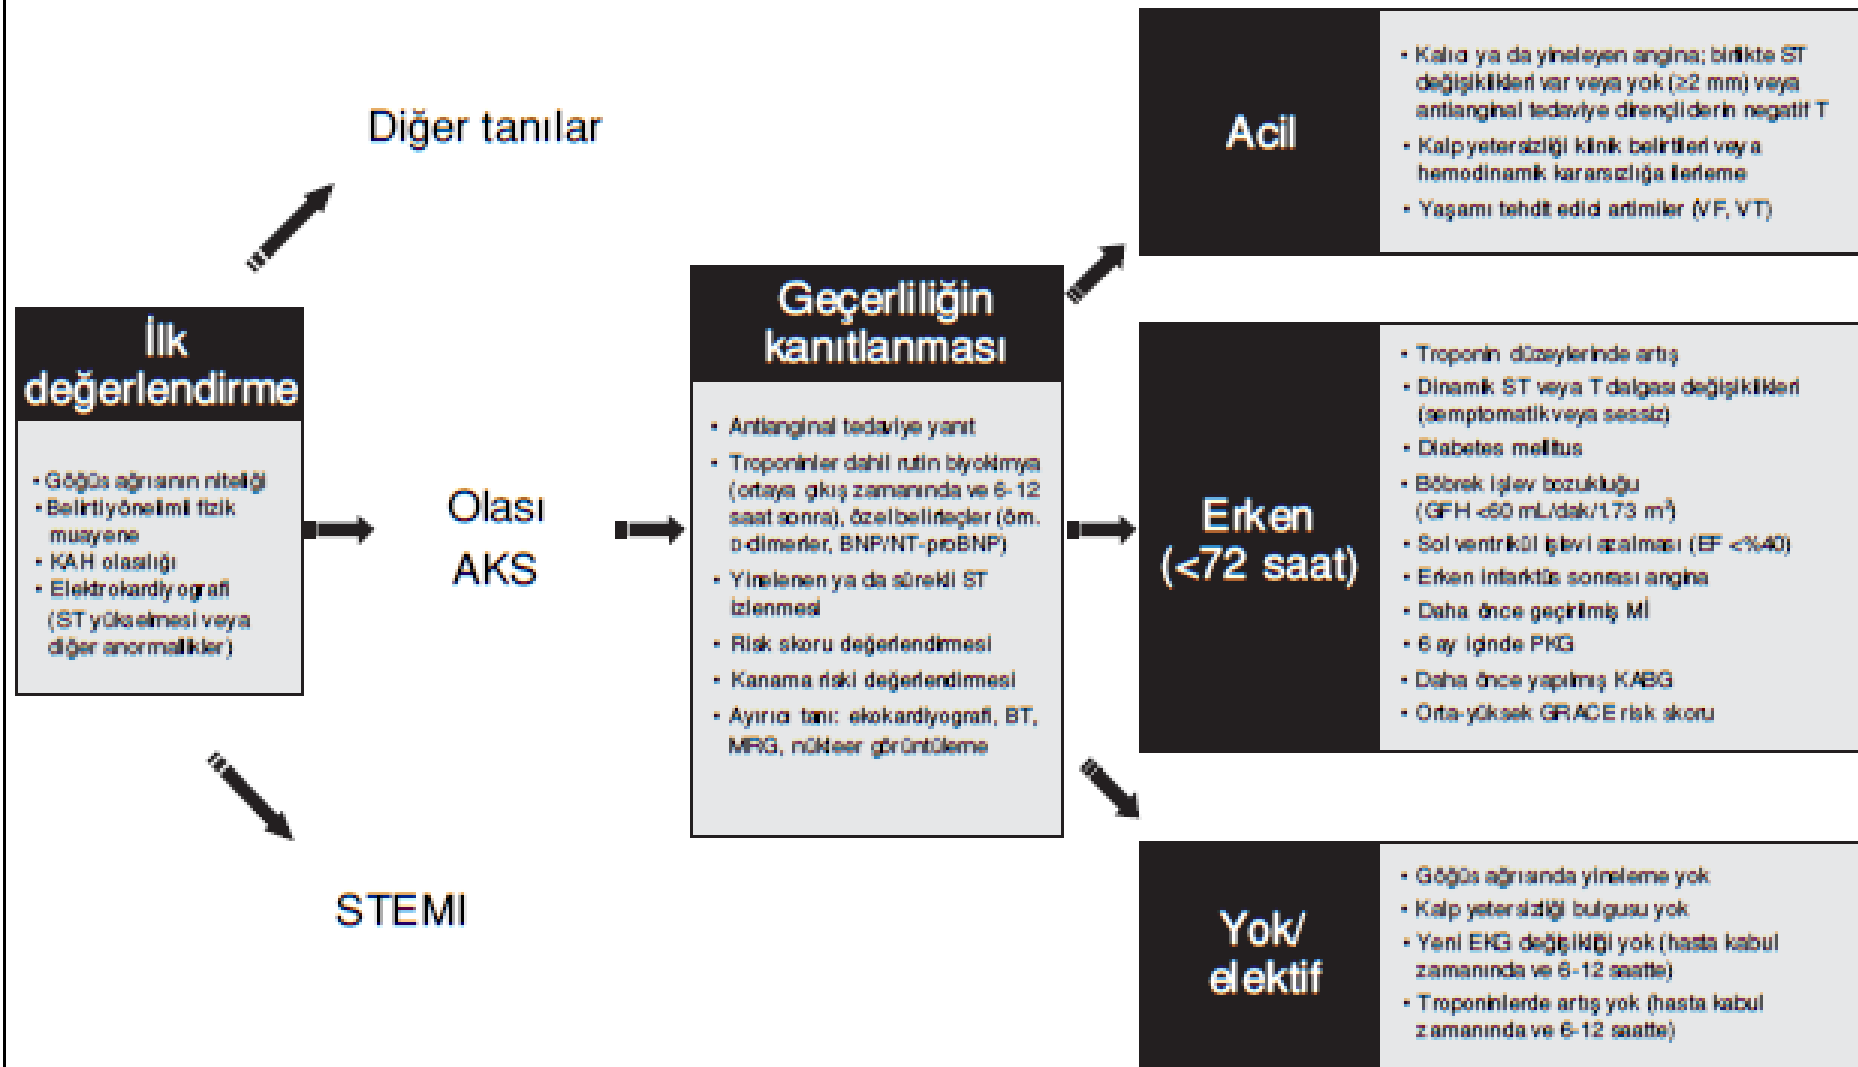 Diğer tanılar
İlk
değerlendirme
• Göğüs ağrısının niteliği
• Belirti yönelimli fizik
muayene
• KAH olasılığı
• Elektrokardiyografi
(ST yükselmesi veya
diğer anormallikler)
Olası
AKS
STEMI
Geçerliliğin
kanıtlanması
• Antianginal tedaviye yanıt
• Troponinler dahil rutin biyokimya
(ortaya çıkış zamanında ve 6-12
saat sonra), özel belirteçler (örn.
D-dimerler, BNP/NT-proBNP)
• Yinelenen ya da sürekli ST
izlenmesi
• Risk skoru değerlendirmesi
• Kanama riski değerlendirmesi
• Ayırıcı tanı: ekokardiyografi, BT,
MRG, nükleer görüntüleme
Acil
• Kalıcı ya da yineleyen angina; birlikte ST
değişiklikleri var veya yok (≥2 mm) veya
antianginal tedaviye dirençli derin negatif T
• Kalp yetersizliği klinik belirtileri veya
hemodinamik kararsızlığa ilerleme
• Yaşamı tehdit edici aritmiler (VF, VT)
Erken
(<72 saat)
• Troponin düzeylerinde artış
• Dinamik ST veya T dalgası değişiklikleri
(semptomatik veya sessiz)
• Diabetes mellitus
• Böbrek işlev bozukluğu
(GFH <60 mL/dak/1.73 m²)
• Sol ventrikül işlevi azalması (EF <%40)
• Erken infarktüs sonrası angina
• Daha önce geçirilmiş Mİ
• 6 ay içinde PKG
• Daha önce yapılmış KABG
• Orta-yüksek GRACE risk skoru
Yok/
elektif
• Göğüs ağrısında yineleme yok
• Kalp yetersizliği bulgusu yok
• Yeni EKG değişikliği yok (hasta kabul
zamanında ve 6-12 saatte)
• Troponinlerde artış yok (hasta kabul
zamanında ve 6-12 saatte)